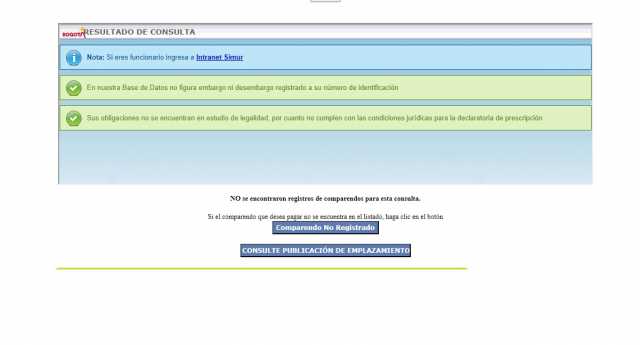 BOGOTÁ RESULTADO DE CONSULTA
Nota: Si eres funcionario ingresa a Intranet Simur
En nuestra Base de Datos no figura embargo ni desembargo registrado a su número de identificación
Sus obligaciones no se encuentran en estudio de legalidad, por cuanto no cumplen con las condiciones jurídicas para la declaratoria de prescripción
NO se encontraron registros de comparendos para esta consulta.
Si el comparendo que desea pagar no se encuentra en el listado, haga clic en el botón
Comparendo No Registrado
CONSULTE PUBLICACIÓN DE EMPLAZAMIENTO